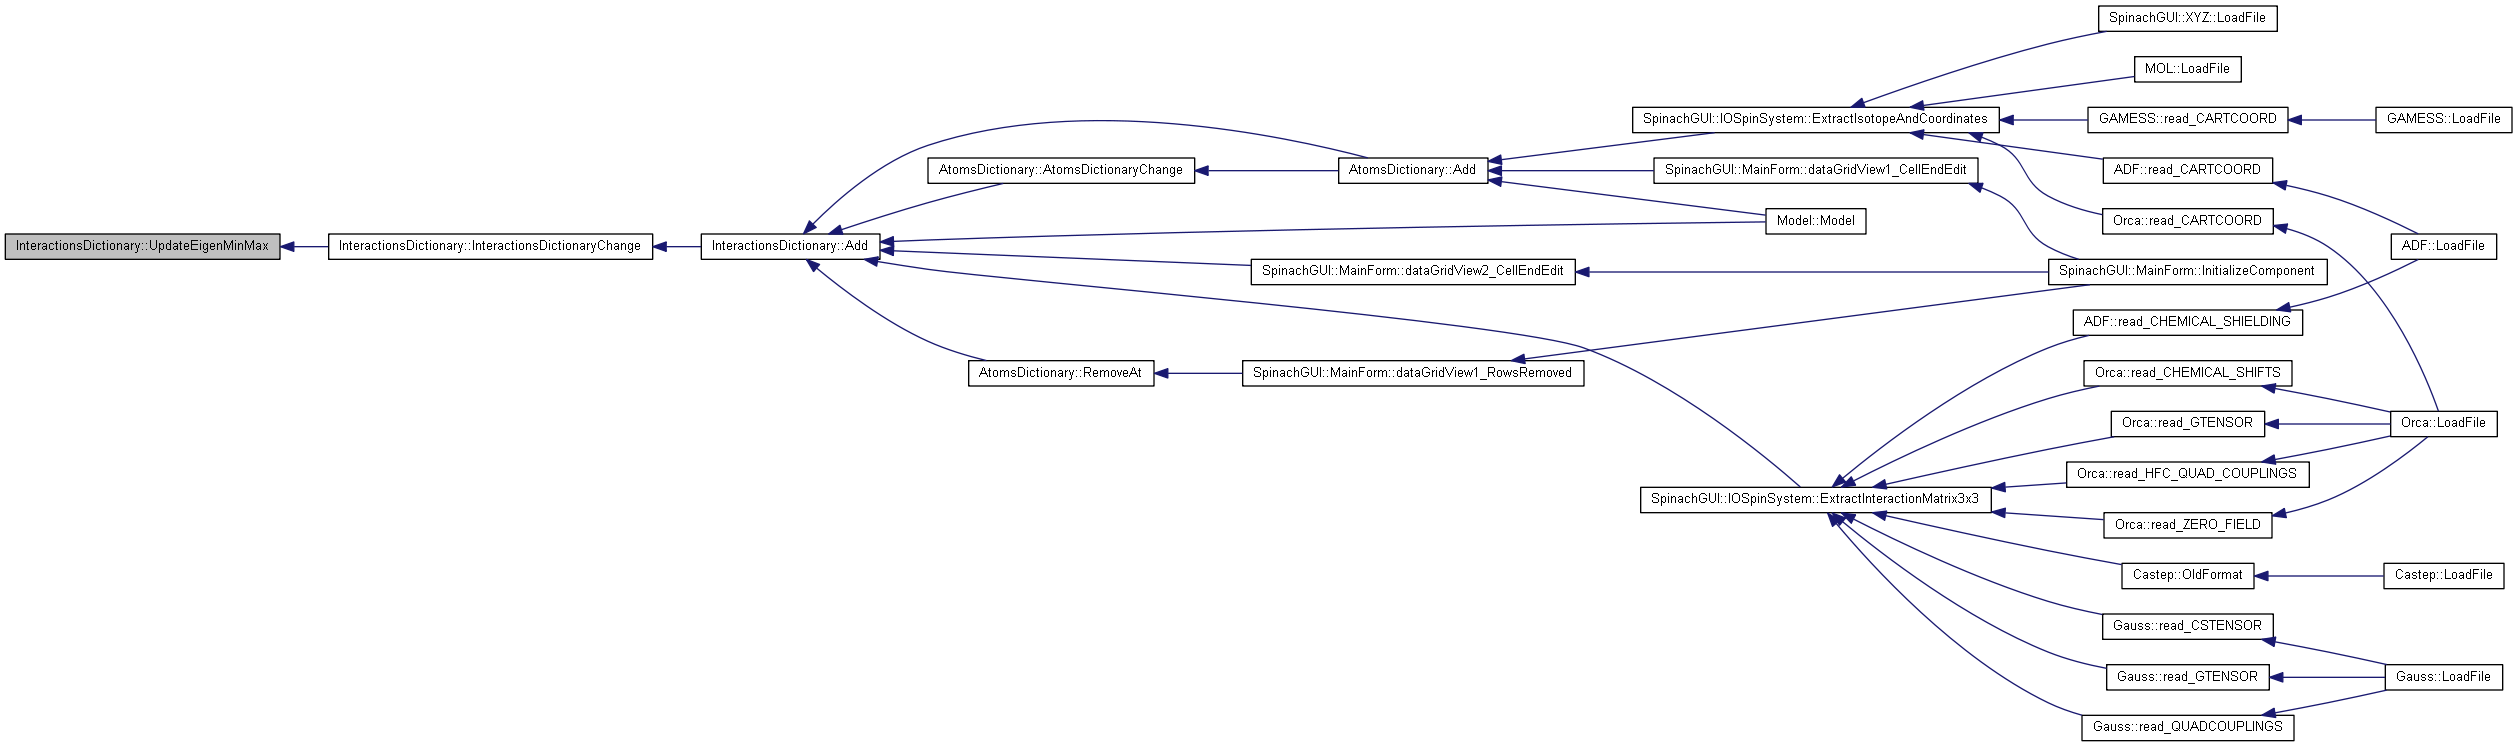 SpinachGUI::XYZ::LoadFile
MOL::LoadFile
SpinachGUI::IOSpinSystem::ExtractIsotopeAndCoordinates
GAMESS::read_CARTCOORD
GAMESS::LoadFile
AtomsDictionary::AtomsDictionaryChange
AtomsDictionary::Add
SpinachGUI::MainForm::dataGridView1_CellEndEdit
ADF::read_CARTCOORD
Model::Model
Orca::read_CARTCOORD
InteractionsDictionary::UpdateEigenMinMax
InteractionsDictionary::InteractionsDictionaryChange
InteractionsDictionary::Add
ADF::LoadFile
SpinachGUI::MainForm::dataGridView2_CellEndEdit
SpinachGUI::MainForm::InitializeComponent
ADF::read_CHEMICAL_SHIELDING
AtomsDictionary::RemoveAt
SpinachGUI::MainForm::dataGridView1_RowsRemoved
Orca::read_CHEMICAL_SHIFTS
Orca::read_GTENSOR
Orca::LoadFile
Orca::read_HFC_QUAD_COUPLINGS
SpinachGUI::IOSpinSystem::ExtractInteractionMatrix3x3
Orca::read_ZERO_FIELD
Castep::OldFormat
Castep::LoadFile
Gauss::read_CSTENSOR
Gauss::read_GTENSOR
Gauss::LoadFile
Gauss::read_QUADCOUPLINGS